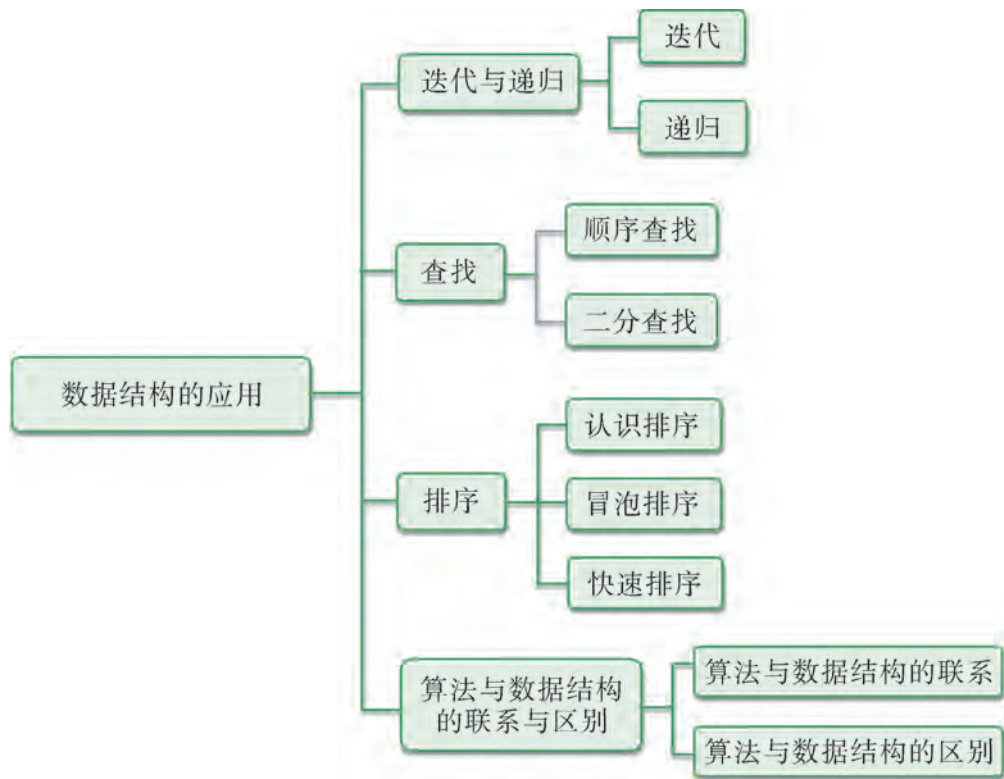 迭代
迭代与递归
递归
顺序查找
查找
二分查找
数据结构的应用
认识排序
排序
冒泡排序
快速排序
算法与数据结构
的联系与区别
算法与数据结构的联系
算法与数据结构的区别